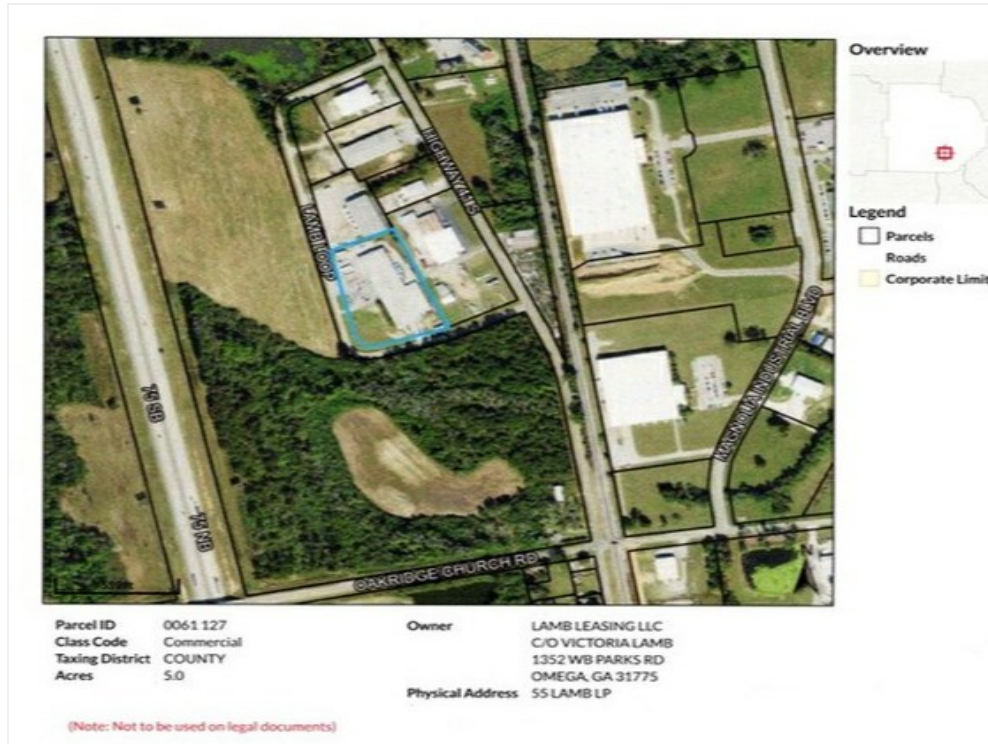 Overview
Legend
Parcels
Roads
Corporate Limit
HIGHWAY 41 S
LAMB LOOP
MAGNOLIA INDUSTRIAL BLVD
75 SB
75 NB
OAKRIDGE CHURCH RD
Parcel ID 0061 127
Class Code Commercial
Taxing District COUNTY
Acres 5.0
Owner LAMB LEASING LLC
C/O VICTORIA LAMB
1352 WB PARKS RD
OMEGA, GA 31775
Physical Address 55 LAMB LP
(Note: Not to be used on legal documents)